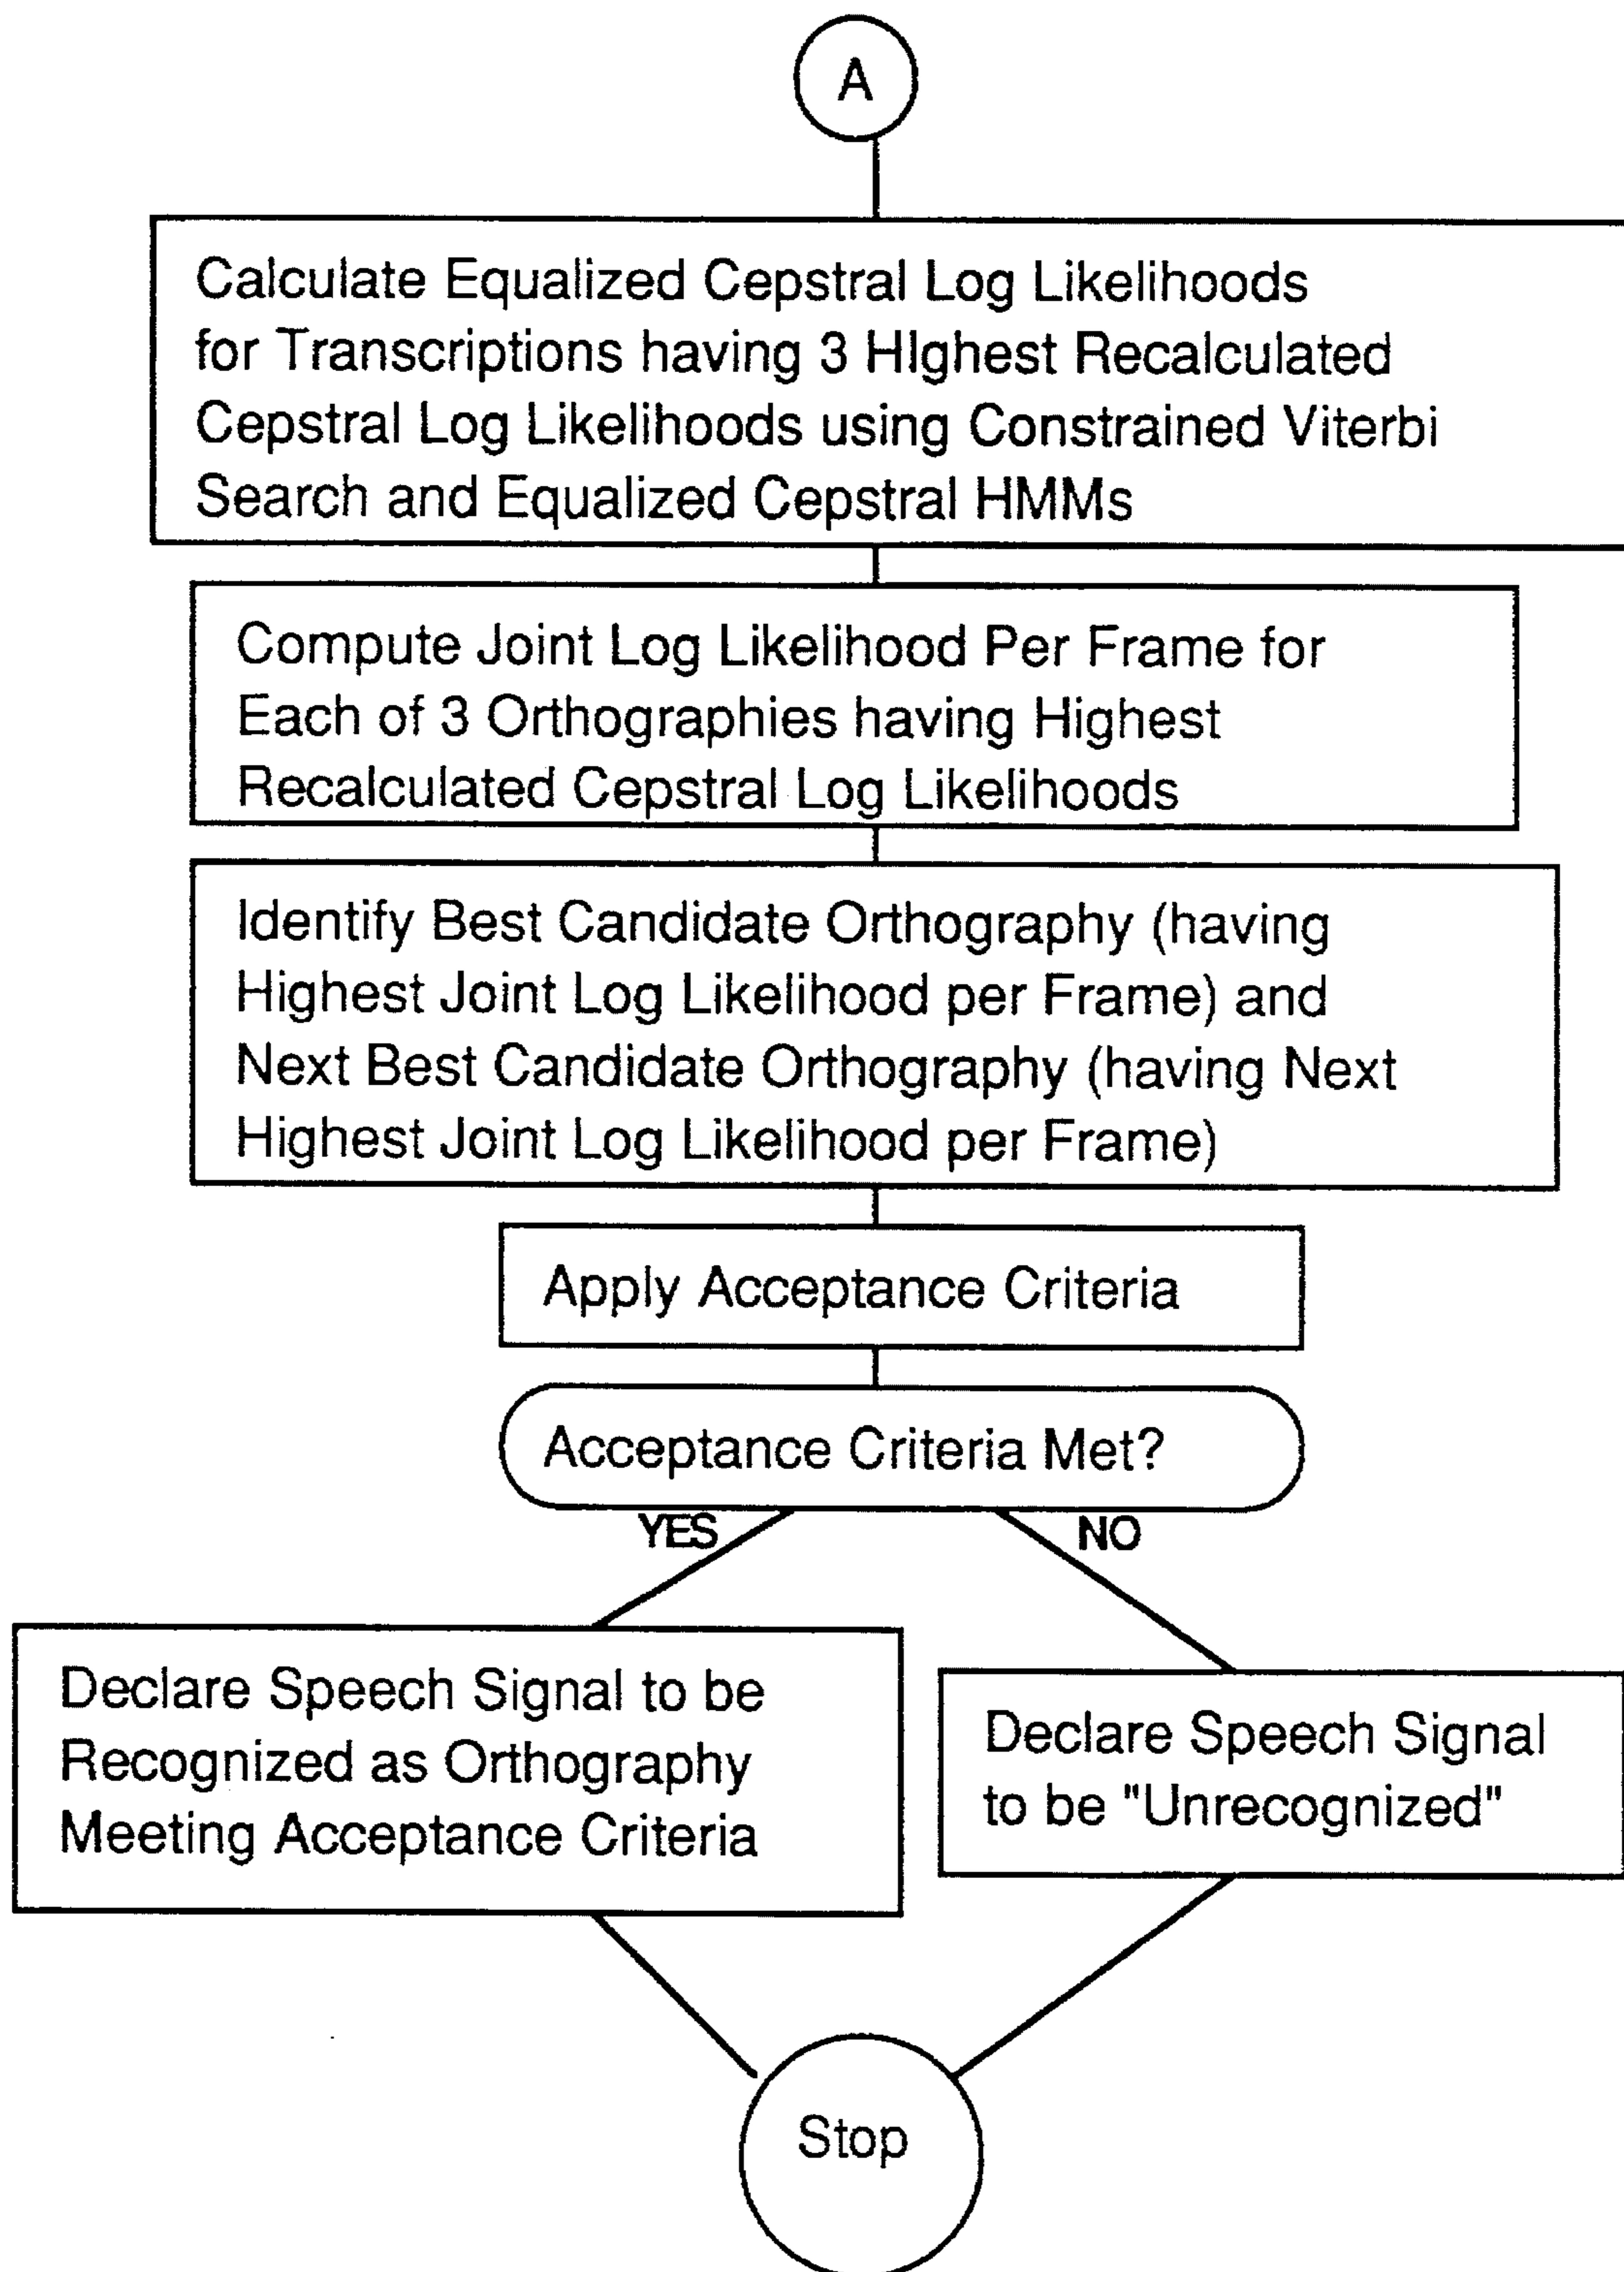 A
Calculate Equalized Cepstral Log Likelihoods
for Transcriptions having 3 HIghest Recalculated
Cepstral Log Likelihoods using Constrained Viterbi
Search and Equalized Cepstral HMMs
Compute Joint Log Likelihood Per Frame for
Each of 3 Orthographies having Highest
Recalculated Cepstral Log Likelihoods
Identify Best Candidate Orthography (having
Highest Joint Log Likelihood per Frame) and
Next Best Candidate Orthography (having Next
Highest Joint Log Likelihood per Frame)
Apply Acceptance Criteria
Acceptance Criteria Met?
YES
NO
Declare Speech Signal to be
Recognized as Orthography
Meeting Acceptance Criteria
Declare Speech Signal
to be "Unrecognized"
Stop